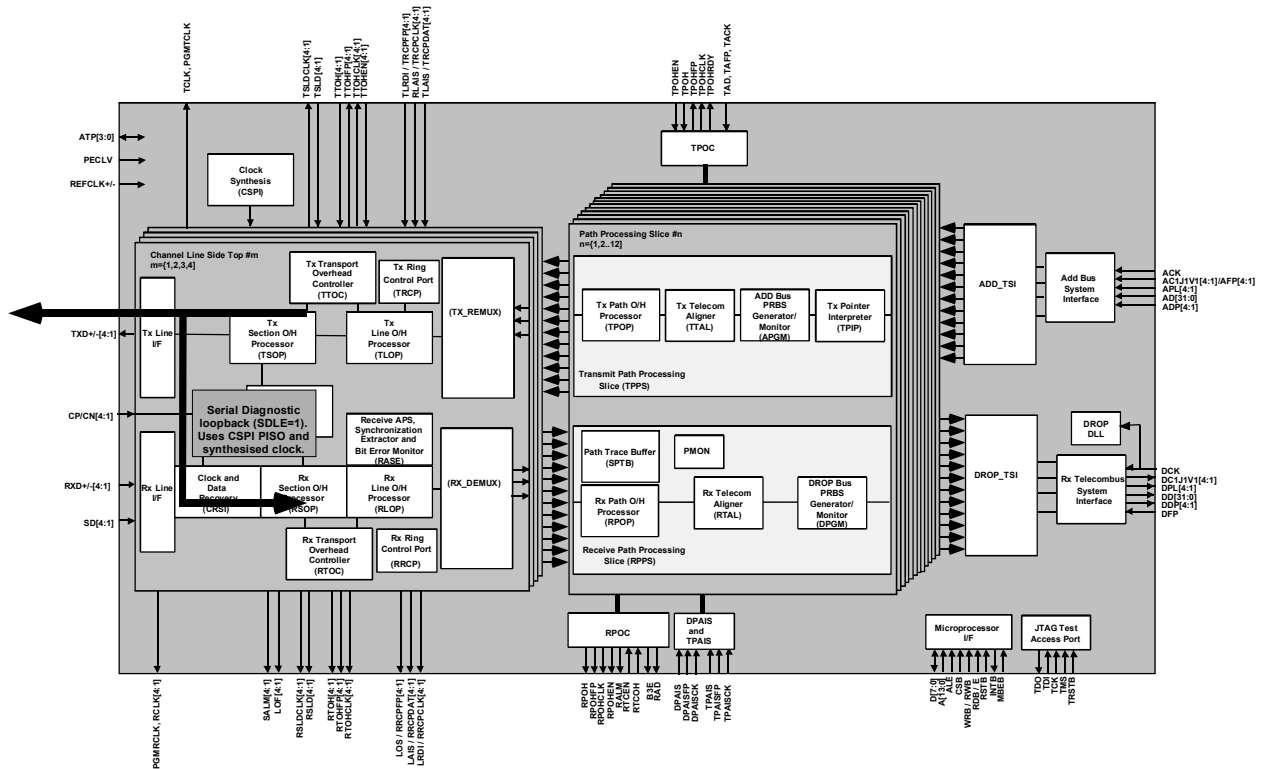 TCLK, PGMTCLK
TSLDCLK[4:1]
TSLD[4:1]
TTOH[4:1]
TTOHFP[4:1]
TTOHCLK[4:1]
TTOHEN[4:1]
TLRDI / TRCPFP[4:1]
RLAIS / TRCPCLK[4:1]
TLAIS / TRCPDAT[4:1]
TPOHEN
TPOH
TPOHFP
TPOHCLK
TPOHRDY
TAD, TAFP, TACK
ATP[3:0]
PECLV
REFCLK+/-
Clock
Synthesis
(CSPI)
TPOC
Channel Line Side Top #m
m={1,2,3,4]
Tx Transport
Overhead
Controller
(TTOC)
Tx Ring
Control Port
(TRCP)
Tx Line
I/F
Tx
Section O/H
Processor
(TSOP)
Tx
Line O/H
Processor
(TLOP)
(TX_REMUX)
TXD+/-[4:1]
CP/CN[4:1]
Serial Diagnostic
loopback (SDLE=1).
Uses CSPI PISO and
synthesised clock.
Receive APS,
Synchronization
Extractor and
Bit Error Monitor
(RASE)
Rx Line
I/F
Clock and
Data
Recovery
(CRSI)
Rx
Section O/H
Processor
(RSOP)
Rx
Line O/H
Processor
(RLOP)
(RX_DEMUX)
RXD+/-[4:1]
SD[4:1]
Rx Transport
Overhead
Controller
(RTOC)
Rx Ring
Control Port
(RRCP)
Path Processing Slice #n
n={1,2..12]
Tx Path O/H
Processor
(TPOP)
Tx Telecom
Aligner
(TTAL)
ADD Bus
PRBS
Generator/
Monitor
(APGM)
Tx Pointer
Interpreter
(TPIP)
Transmit Path Processing
Slice (TPPS)
Path Trace Buffer
(SPTB)
PMON
Rx Path O/H
Processor
(RPOP)
Rx Telecom
Aligner
(RTAL)
DROP Bus
PRBS
Generator/
Monitor
(DPGM)
Receive Path Processing
Slice (RPPS)
ADD_TSI
Add Bus
System
Interface
ACK
AC1J1V1[4:1]/AFP[4:1]
APL[4:1]
AD[31:0]
ADP[4:1]
DROP
DLL
DROP_TSI
Rx Telecombus
System
Interface
DCK
DC1J1V1[4:1]
DPL[4:1]
DD[31:0]
DDP[4:1]
DFP
RPOC
DPAIS
and
TPAIS
Microprocessor
I/F
JTAG Test
Access Port
PGMRCLK, RCLK[4:1]
SALM[4:1]
LOF[4:1]
RSLDCLK[4:1]
RSLD[4:1]
RTOH[4:1]
RTOHFP[4:1]
RTOHCLK[4:1]
LOS / RRCPFP[4:1]
LAIS / RRCPDAT[4:1]
LRDI / RRCPCLK[4:1]
RPOH
RPOHFP
RPOHCLK
RPOHEN
RALM
RTCEN
RTCOH
B3E
RAD
DPAIS
DPAISFP
DPAISCK
TPAIS
TPAISFP
TPAISCK
D[7:0]
A[13:0]
ALE
CSB
WRB / RWB
RDB / E
RSTB
INTB
MBEB
TDO
TDI
TCK
TMS
TRSTB